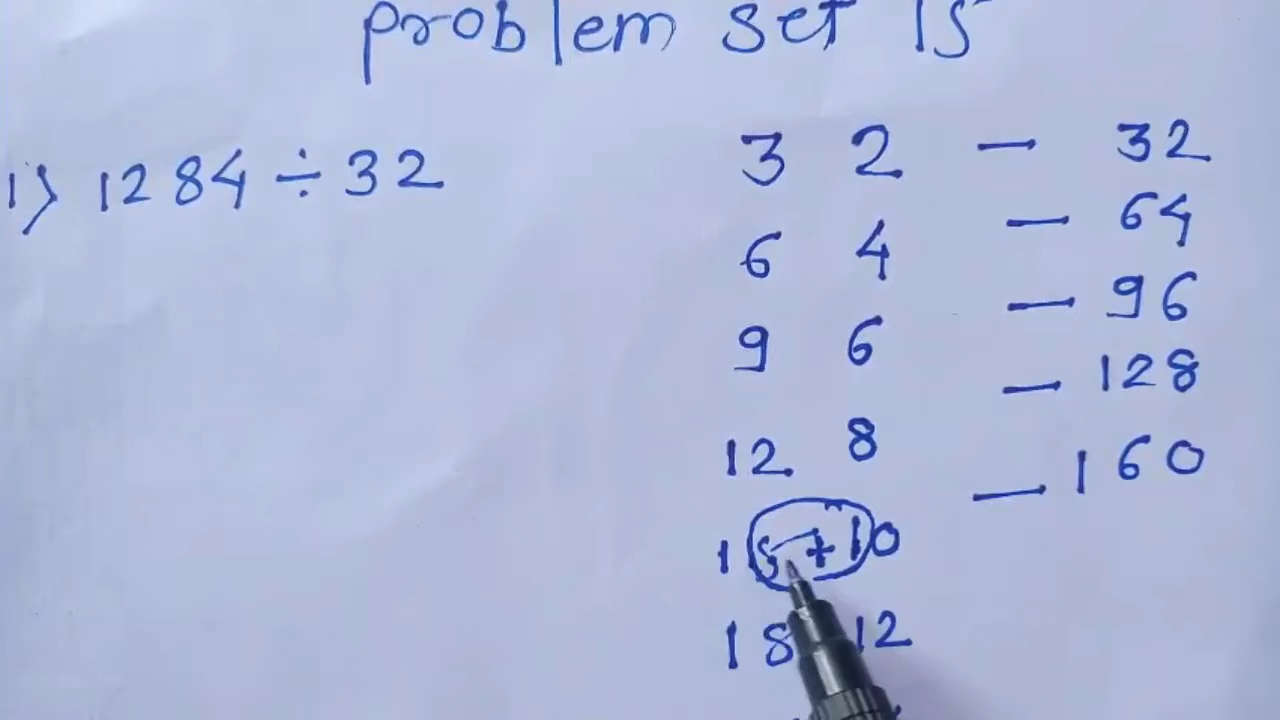 problem set 15
1) 1284 ÷ 32
3 2 — 32
6 4 — 64
9 6 — 96
12 8 — 128
15+10 — 160
18 12